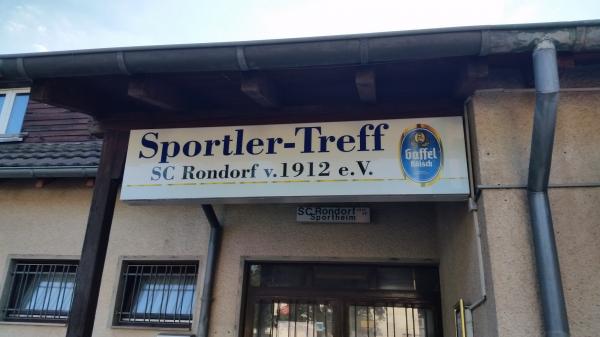 Sportler-Treff
SC Rondorf v. 1912 e.V.
Gaffel
Kölsch
SC Rondorf
Sportheim